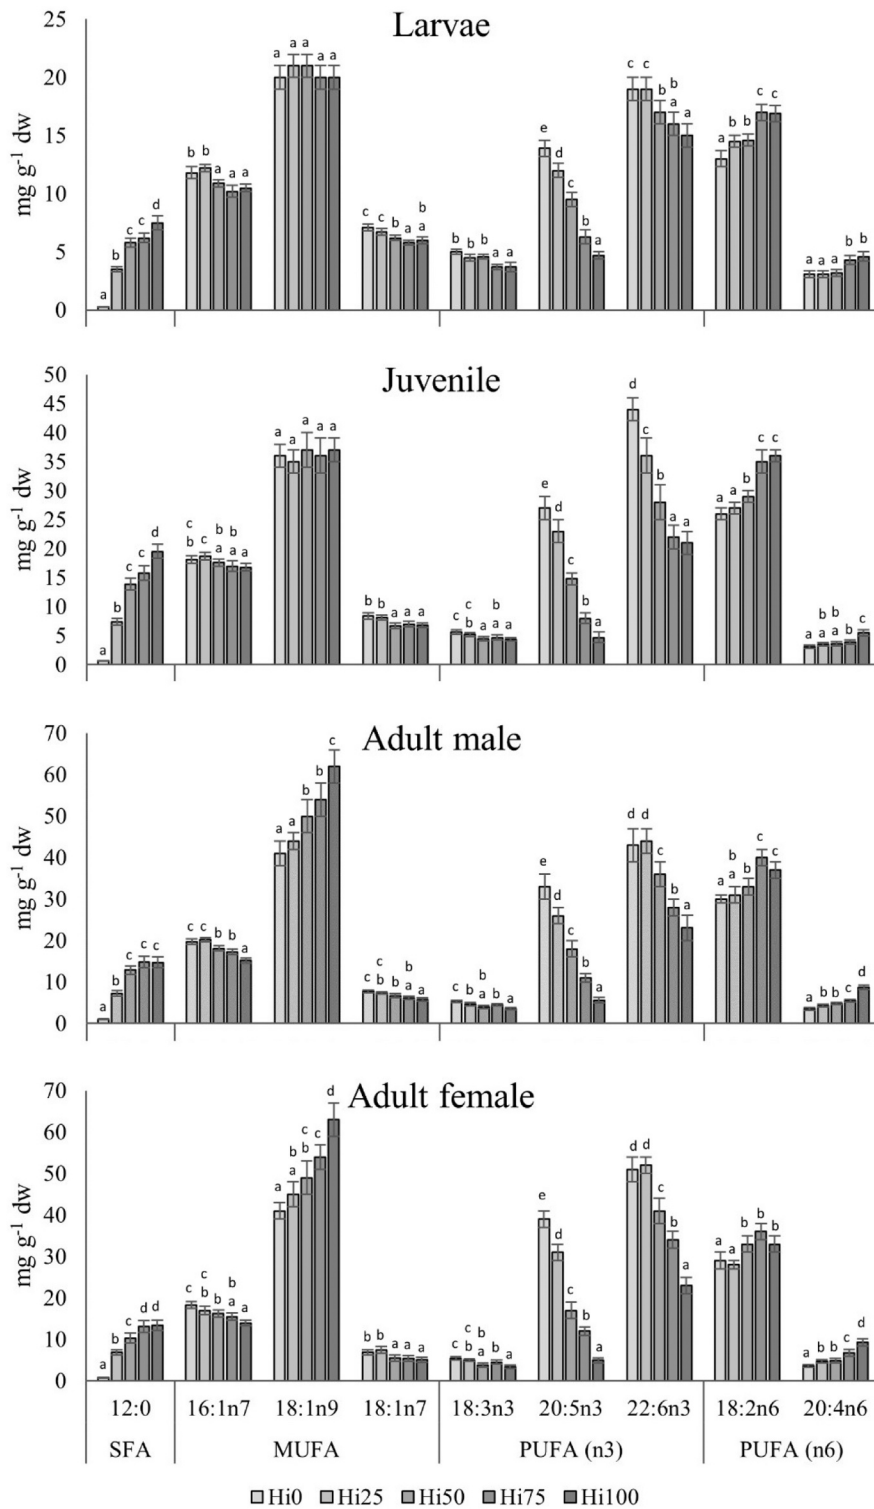 Larvae
mg g-1 dw
25
20
15
10
5
0
a b c c d
b b a a a
a a a a a
b
c c b a a
b b b a a
e d c b a
b
c c b a a
a b b c c
a a a b b
Juvenile
mg g-1 dw
50
45
40
35
30
25
20
15
10
5
0
a b c c d
c b b
b c a a a
a a a a a
b b a a a
c b
c b a a a
e d c b a
d c b a a
a a b c c
b b
a a a b c
Adult male
mg g-1 dw
70
60
50
40
30
20
10
0
a b c c c
c c b b a
a a b b c
c b
c b b a a
b
c b a b a
e d c b a
d d c b a
b
a a b c c
a b b c d
Adult female
mg g-1 dw
70
60
50
40
30
20
10
0
a b c d d
c b
c b b a a
b c
a a b c d
b b a a a
c b
c b a b a
e d c b a
d d c b a
a a b b b
a b b c d
12:0 16:1n7 18:1n9 18:1n7 18:3n3 20:5n3 22:6n3 18:2n6 20:4n6
SFA MUFA PUFA (n3) PUFA (n6)
Hi0 Hi25 Hi50 Hi75 Hi100